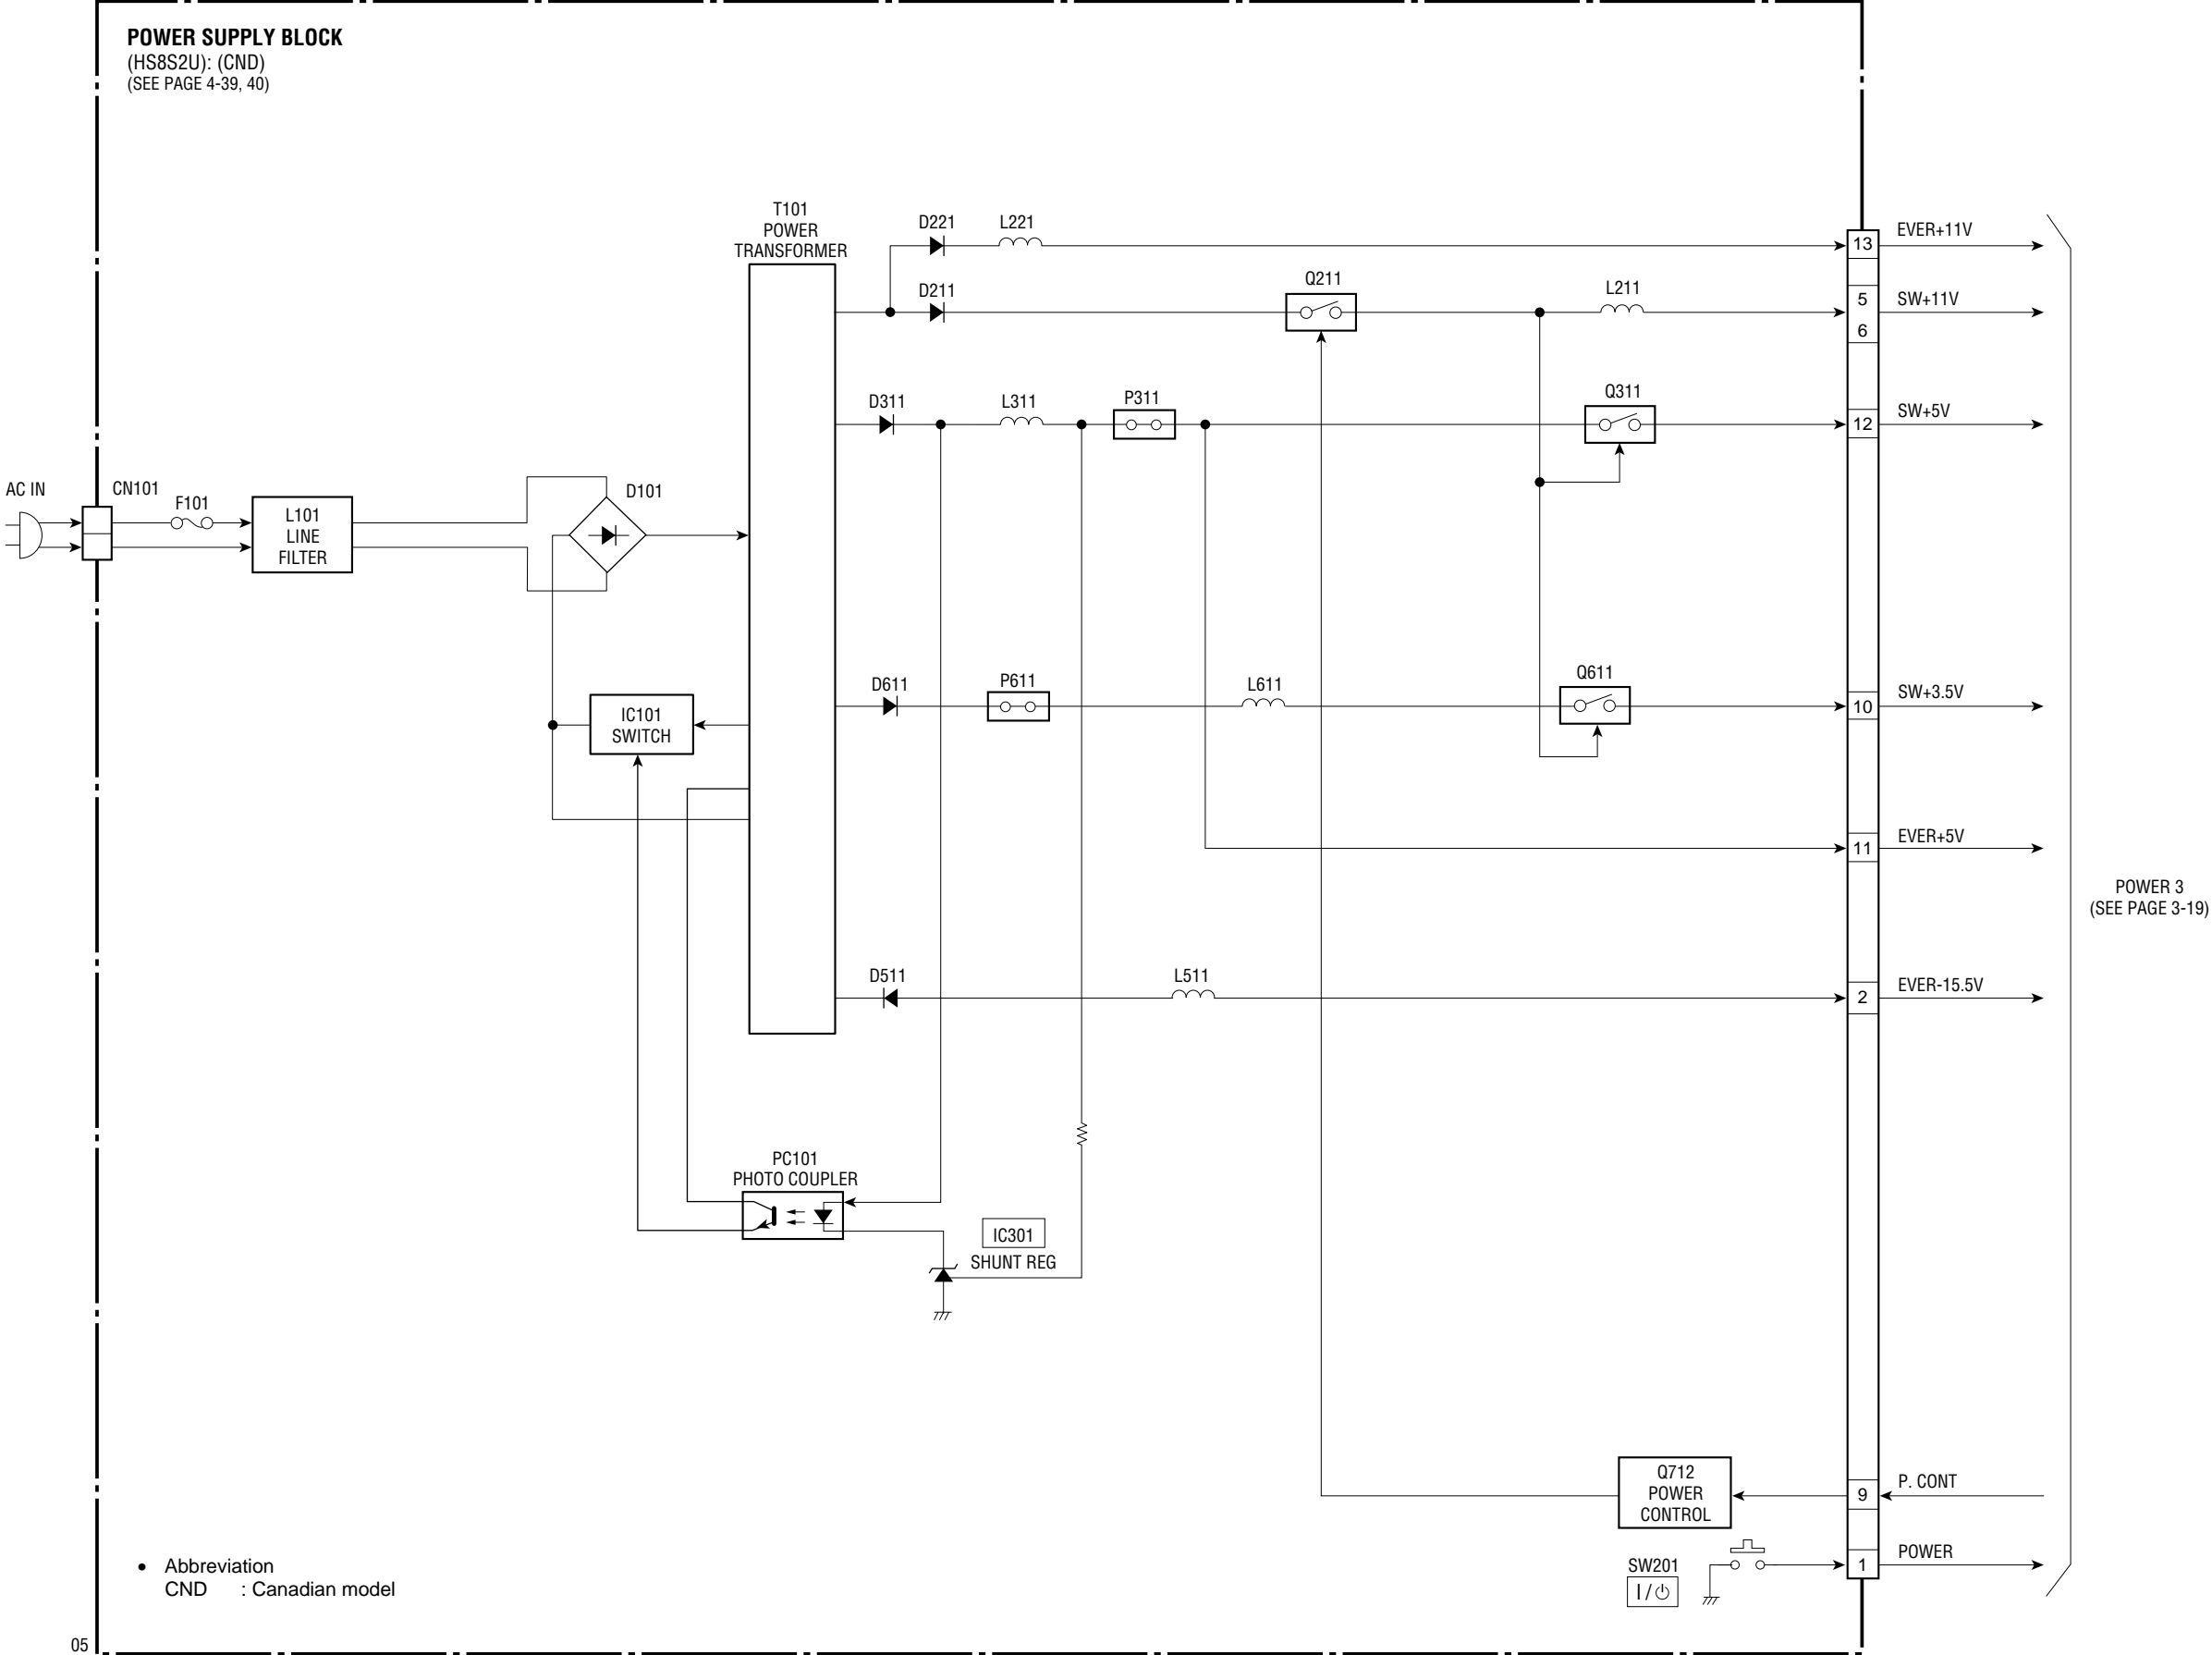 POWER SUPPLY BLOCK
(HS8S2U): (CND)
(SEE PAGE 4-39, 40)
T101
POWER
TRANSFORMER
D221
L221
13
EVER+11V
D211
Q211
L211
5
SW+11V
6
D311
L311
P311
Q311
12
SW+5V
AC IN
CN101
F101
L101
LINE
FILTER
D101
IC101
SWITCH
D611
P611
L611
Q611
10
SW+3.5V
11
EVER+5V
POWER 3
(SEE PAGE 3-19)
D511
L511
2
EVER-15.5V
PC101
PHOTO COUPLER
IC301
SHUNT REG
Q712
POWER
CONTROL
9
P. CONT
SW201
I/⏻
1
POWER
• Abbreviation
CND : Canadian model
05